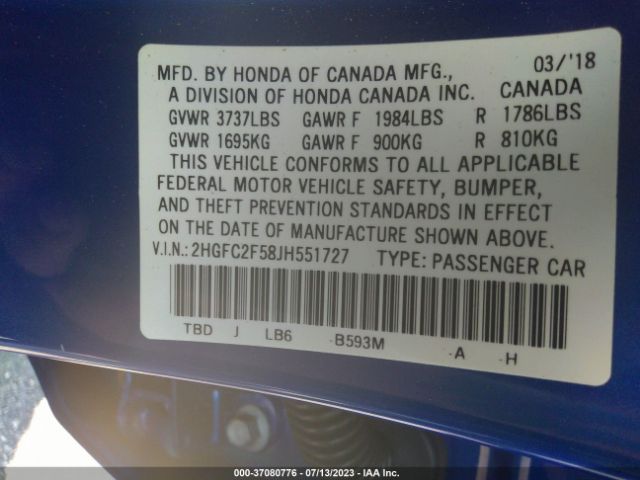 MFD. BY HONDA OF CANADA MFG., 03/'18
A DIVISION OF HONDA CANADA INC. CANADA
GVWR 3737LBS GAWR F 1984LBS R 1786LBS
GVWR 1695KG GAWR F 900KG R 810KG
THIS VEHICLE CONFORMS TO ALL APPLICABLE
FEDERAL MOTOR VEHICLE SAFETY, BUMPER,
AND THEFT PREVENTION STANDARDS IN EFFECT
ON THE DATE OF MANUFACTURE SHOWN ABOVE.
V.I.N.: 2HGFC2F58JH551727 TYPE: PASSENGER CAR
TBD J LB6 -B593M -A -H
000-37080776 - 07/13/2023 - IAA Inc.